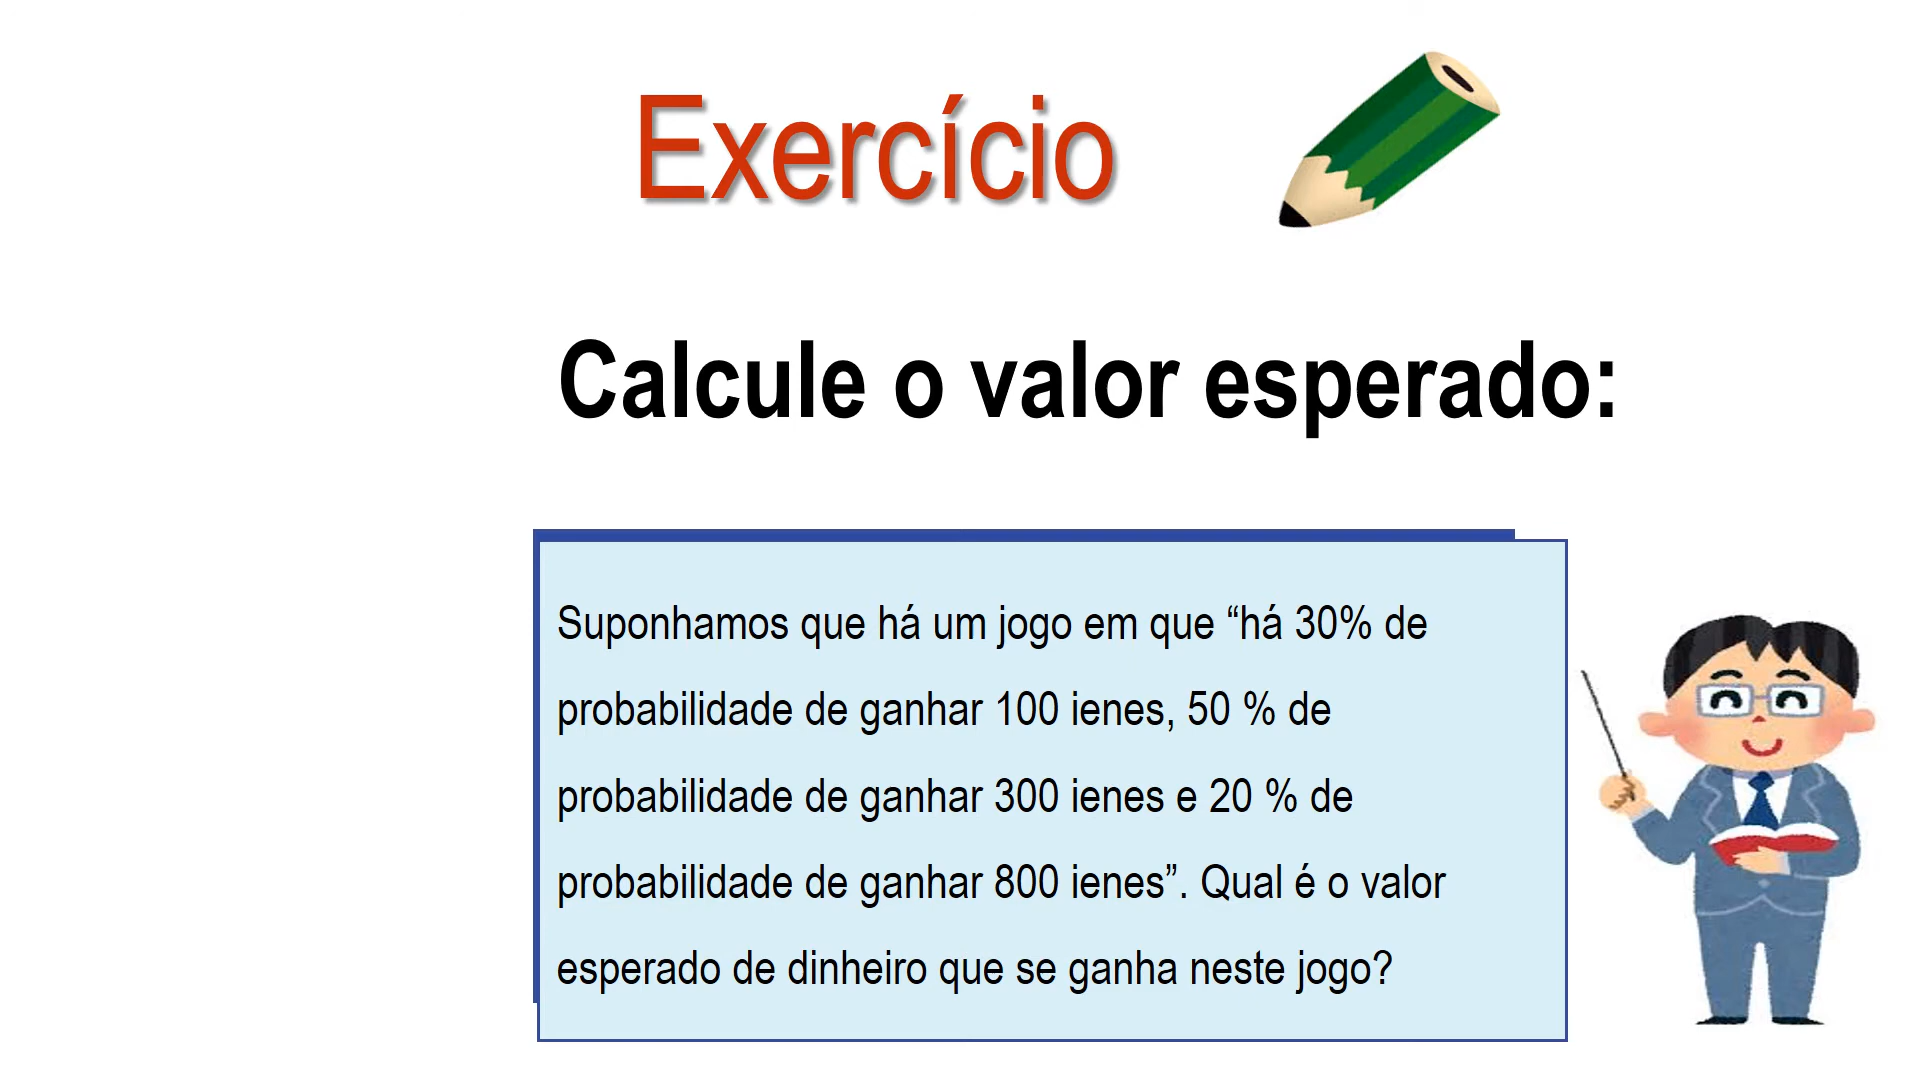 Exercício
Calcule o valor esperado:
Suponhamos que há um jogo em que “há 30% de
probabilidade de ganhar 100 ienes, 50 % de
probabilidade de ganhar 300 ienes e 20 % de
probabilidade de ganhar 800 ienes”. Qual é o valor
esperado de dinheiro que se ganha neste jogo?